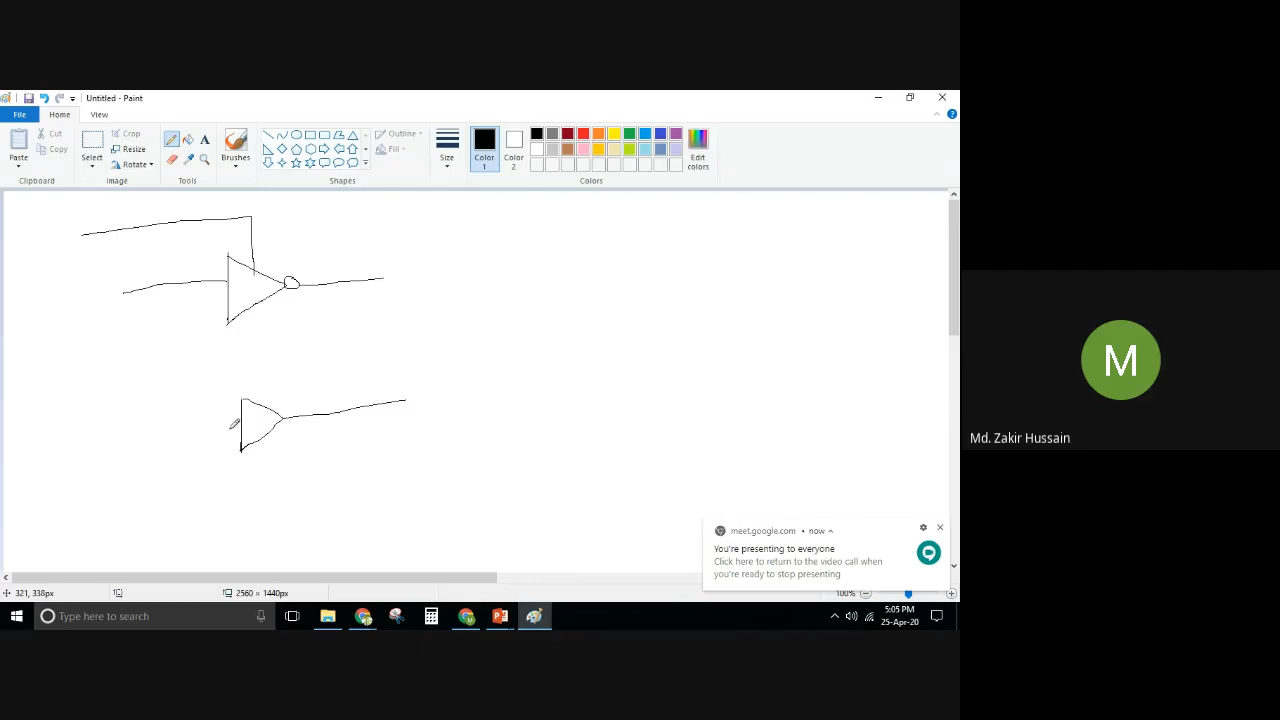 Untitled - Paint
File
Home
View
Paste
Cut
Copy
Clipboard
Select
Crop
Resize
Rotate
Image
A
Tools
Brushes
Shapes
Outline
Fill
Size
Color 1
Color 2
Edit colors
Colors
M
Md. Zakir Hussain
meet.google.com • now
You're presenting to everyone
Click here to return to the video call when
you're ready to stop presenting
321, 338px
2560 × 1440px
100%
Type here to search
5:05 PM
25-Apr-20